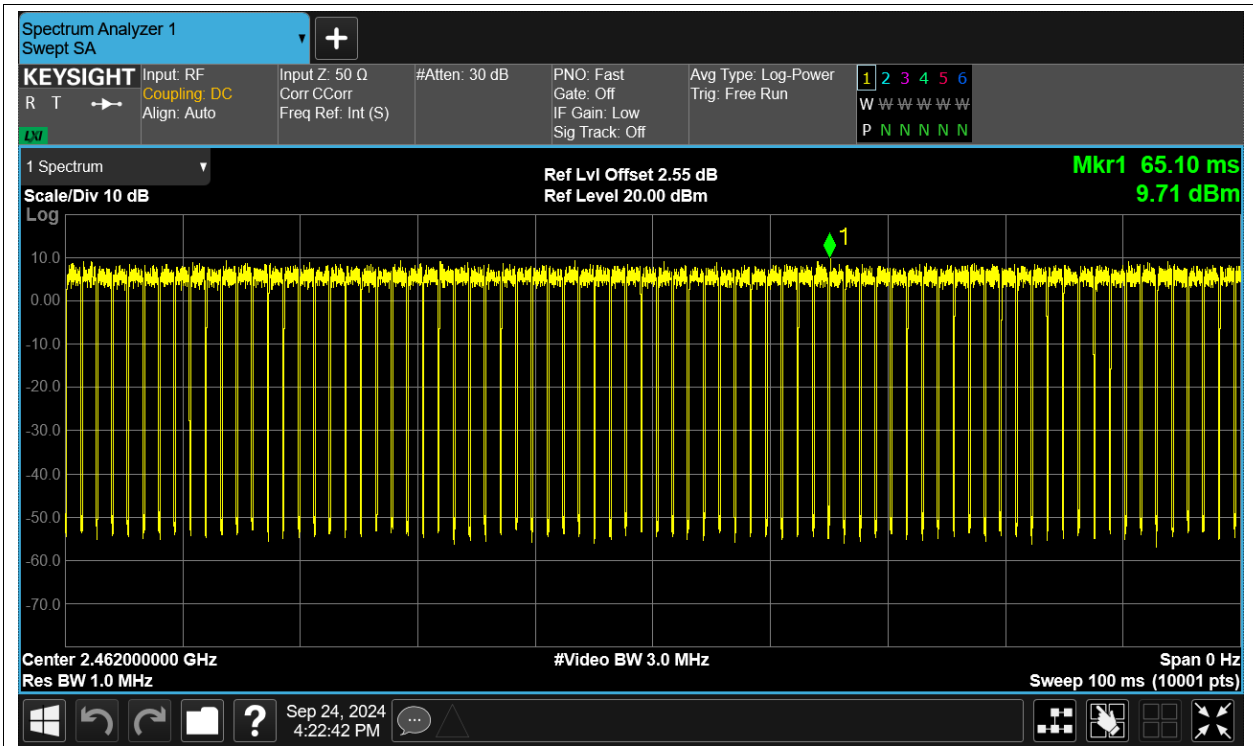 Spectrum Analyzer 1
Swept SA
KEYSIGHT
R T
LXI
Input: RF
Coupling: DC
Align: Auto
Input Z: 50 Ω
Corr CCorr
Freq Ref: Int (S)
#Atten: 30 dB
PNO: Fast
Gate: Off
IF Gain: Low
Sig Track: Off
Avg Type: Log-Power
Trig: Free Run
1 2 3 4 5 6
W W W W W W
P N N N N N
1 Spectrum
Scale/Div 10 dB
Ref Lvl Offset 2.55 dB
Ref Level 20.00 dBm
Mkr1 65.10 ms
9.71 dBm
Log
1
10.0
0.00
-10.0
-20.0
-30.0
-40.0
-50.0
-60.0
-70.0
Center 2.462000000 GHz
Res BW 1.0 MHz
#Video BW 3.0 MHz
Span 0 Hz
Sweep 100 ms (10001 pts)
?
Sep 24, 2024
4:22:42 PM